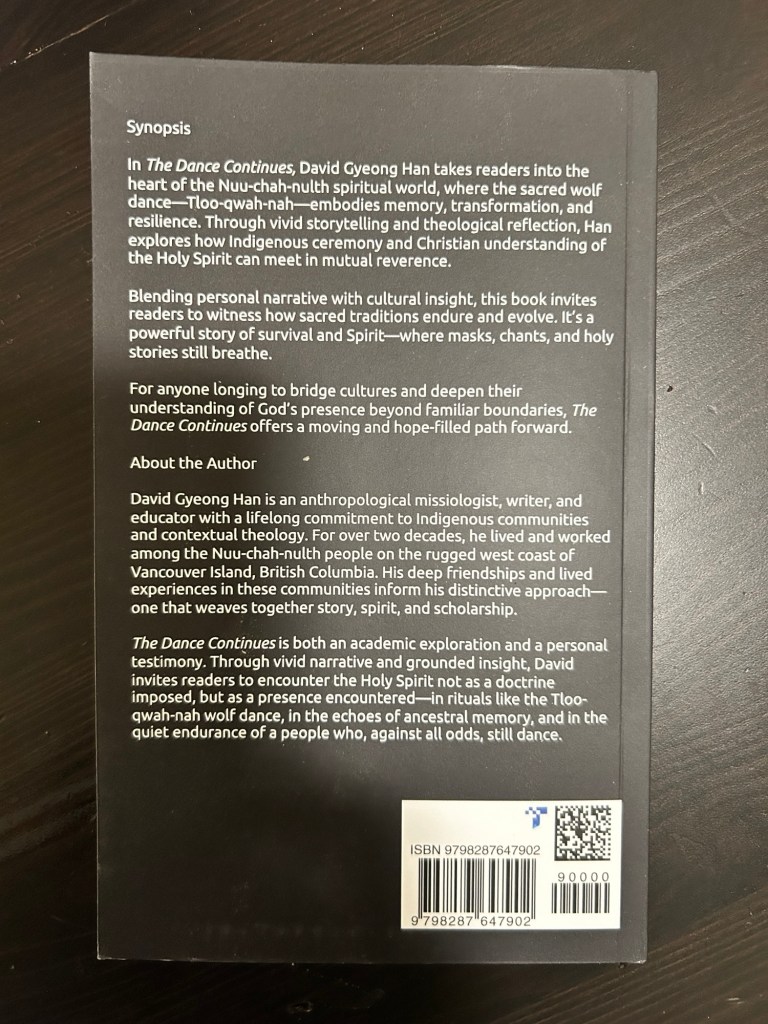 Synopsis
In The Dance Continues, David Gyeong Han takes readers into the
heart of the Nuu-chah-nulth spiritual world, where the sacred wolf
dance—Tloo-qwah-nah—embodies memory, transformation, and
resilience. Through vivid storytelling and theological reflection, Han
explores how Indigenous ceremony and Christian understanding of
the Holy Spirit can meet in mutual reverence.
Blending personal narrative with cultural insight, this book invites
readers to witness how sacred traditions endure and evolve. It's a
powerful story of survival and Spirit—where masks, chants, and holy
stories still breathe.
For anyone longing to bridge cultures and deepen their
understanding of God's presence beyond familiar boundaries, The
Dance Continues offers a moving and hope-filled path forward.
About the Author
David Gyeong Han is an anthropological missiologist, writer, and
educator with a lifelong commitment to Indigenous communities
and contextual theology. For over two decades, he lived and worked
among the Nuu-chah-nulth people on the rugged west coast of
Vancouver Island, British Columbia. His deep friendships and lived
experiences in these communities inform his distinctive approach—
one that weaves together story, spirit, and scholarship.
The Dance Continues is both an academic exploration and a personal
testimony. Through vivid narrative and grounded insight, David
invites readers to encounter the Holy Spirit not as a doctrine
imposed, but as a presence encountered—in rituals like the Tloo-
qwah-nah wolf dance, in the echoes of ancestral memory, and in the
quiet endurance of a people who, against all odds, still dance.
ISBN 9798287647902
90000
9 798287 647902